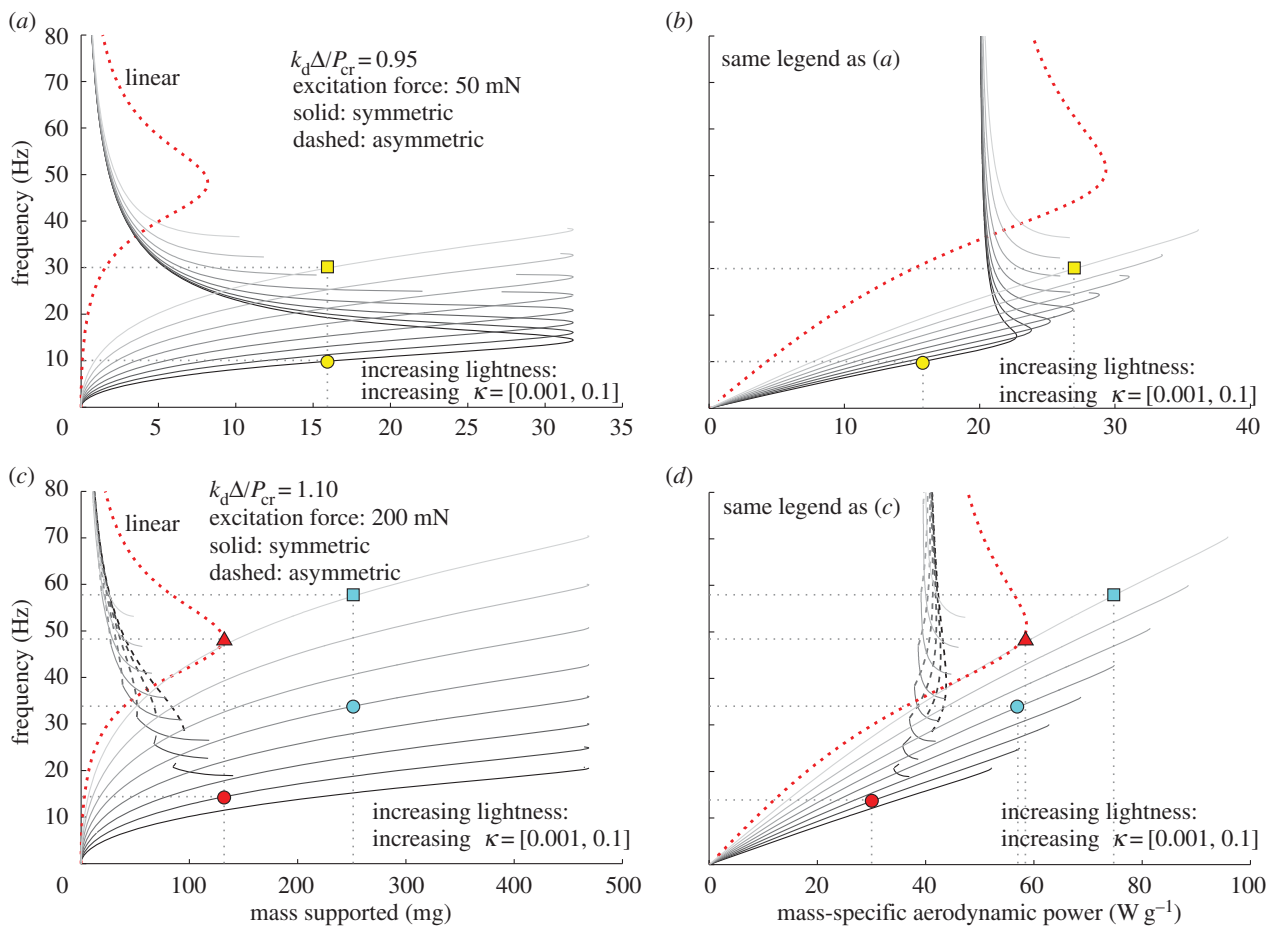 (a)
80
70
60
50
40
30
20
10
0
frequency (Hz)
linear
k_dΔ/P_cr = 0.95
excitation force: 50 mN
solid: symmetric
dashed: asymmetric
increasing lightness:
increasing κ = [0.001, 0.1]
5 10 15 20 25 30 35
(b)
same legend as (a)
increasing lightness:
increasing κ = [0.001, 0.1]
0 10 20 30 40
(c)
80
70
60
50
40
30
20
10
0
frequency (Hz)
linear
k_dΔ/P_cr = 1.10
excitation force: 200 mN
solid: symmetric
dashed: asymmetric
increasing lightness:
increasing κ = [0.001, 0.1]
100 200 300 400 500
mass supported (mg)
(d)
same legend as (c)
increasing lightness:
increasing κ = [0.001, 0.1]
0 20 40 60 80 100
mass-specific aerodynamic power (W g⁻¹)